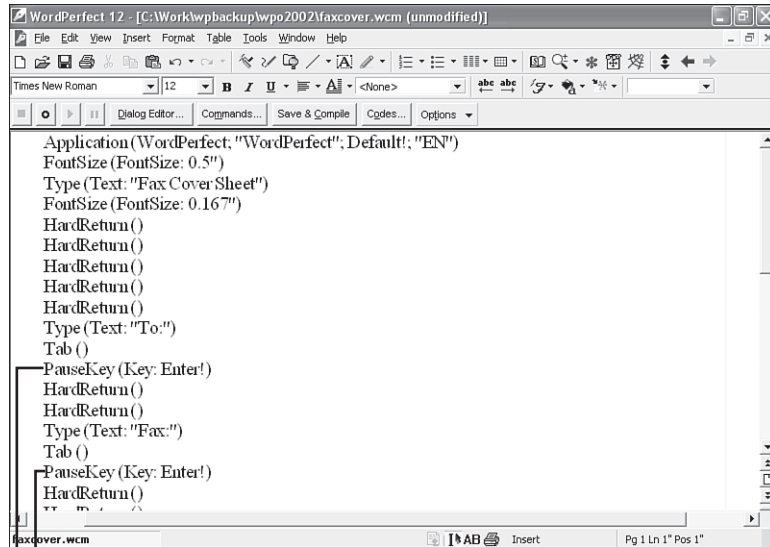 WordPerfect 12 - [C:\Work\wpbackup\wpo2002\faxcover.wcm (unmodified)]
File Edit View Insert Format Table Tools Window Help
Times New Roman 12 B I U <None> abc abc
Dialog Editor... Commands... Save & Compile Codes... Options
Application (WordPerfect; "WordPerfect"; Default!; "EN")
FontSize (FontSize: 0.5")
Type (Text: "Fax Cover Sheet")
FontSize (FontSize: 0.167")
HardReturn ()
HardReturn ()
HardReturn ()
HardReturn ()
HardReturn ()
Type (Text: "To:")
Tab ()
PauseKey (Key: Enter!)
HardReturn ()
HardReturn ()
Type (Text: "Fax:")
Tab ()
PauseKey (Key: Enter!)
HardReturn ()
faxcover.wcm AB Insert Pg 1 Ln 1" Pos 1"